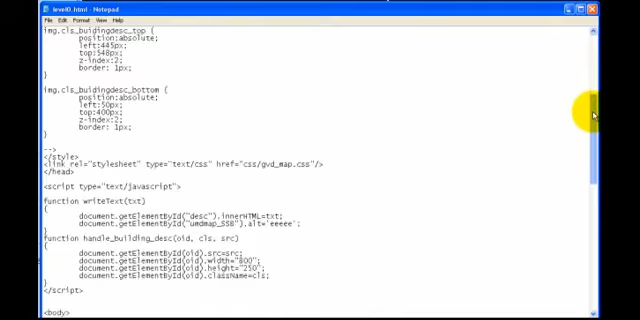 level0.html - Notepad
File Edit Format View Help
img.cls_buidingdesc_top {
position:absolute;
left:445px;
top:548px;
z-index:2;
border: 1px;
}
img.cls_buidingdesc_bottom {
position:absolute;
left:50px;
top:400px;
z-index:2;
border: 1px;
}
-->
</style>
<link rel="stylesheet" type="text/css" href="css/gvd_map.css"/>
</head>
<script type="text/javascript">
function writeText(txt)
{
document.getElementById("desc").innerHTML=txt;
document.getElementById("umdmap_SSB").alt='eeeee';
}
function handle_building_desc(oid, cls, src)
{
document.getElementById(oid).src=src;
document.getElementById(oid).width="800";
document.getElementById(oid).height="250";
document.getElementById(oid).className=cls;
}
</script>
<body>